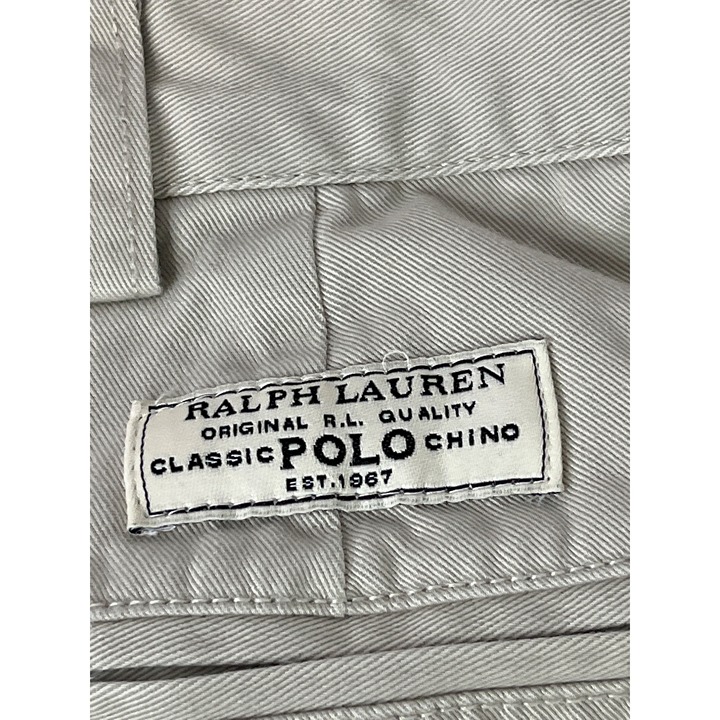 RALPH LAUREN
ORIGINAL R.L. QUALITY
CLASSIC POLO CHINO
EST. 1967